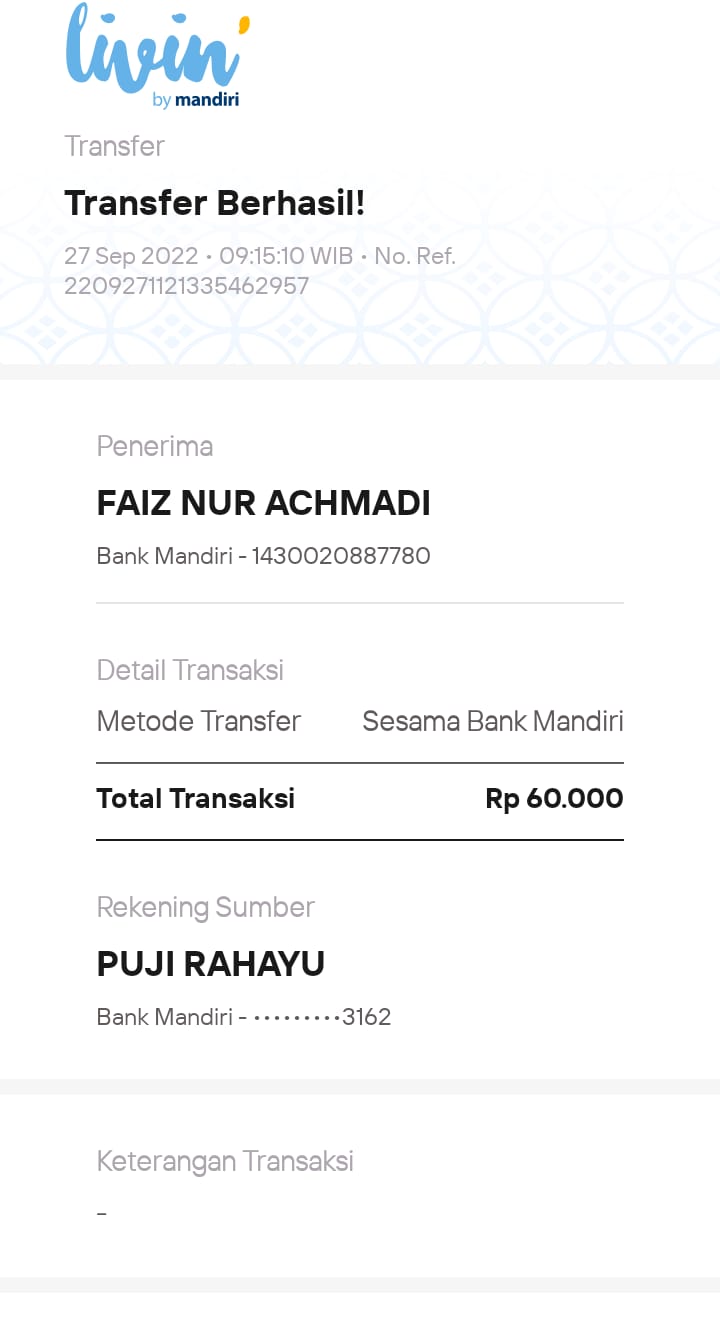 livin'
by mandiri
Transfer
Transfer Berhasil!
27 Sep 2022 • 09:15:10 WIB • No. Ref.
2209271121335462957
Penerima
FAIZ NUR ACHMADI
Bank Mandiri - 1430020887780
Detail Transaksi
Metode Transfer Sesama Bank Mandiri
Total Transaksi Rp 60.000
Rekening Sumber
PUJI RAHAYU
Bank Mandiri - •••••••••3162
Keterangan Transaksi
-